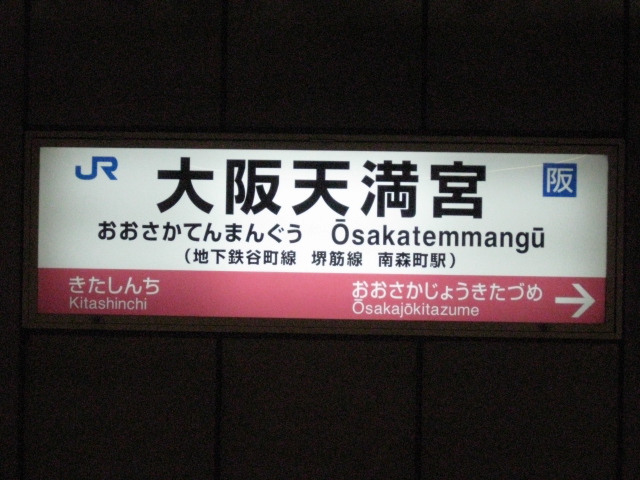 JR 大阪天満宮 阪
おおさかてんまんぐう Ōsakatemmangū
(地下鉄谷町線 堺筋線 南森町駅)
きたしんち おおさかじょうきたづめ
Kitashinchi Ōsakajōkitazume